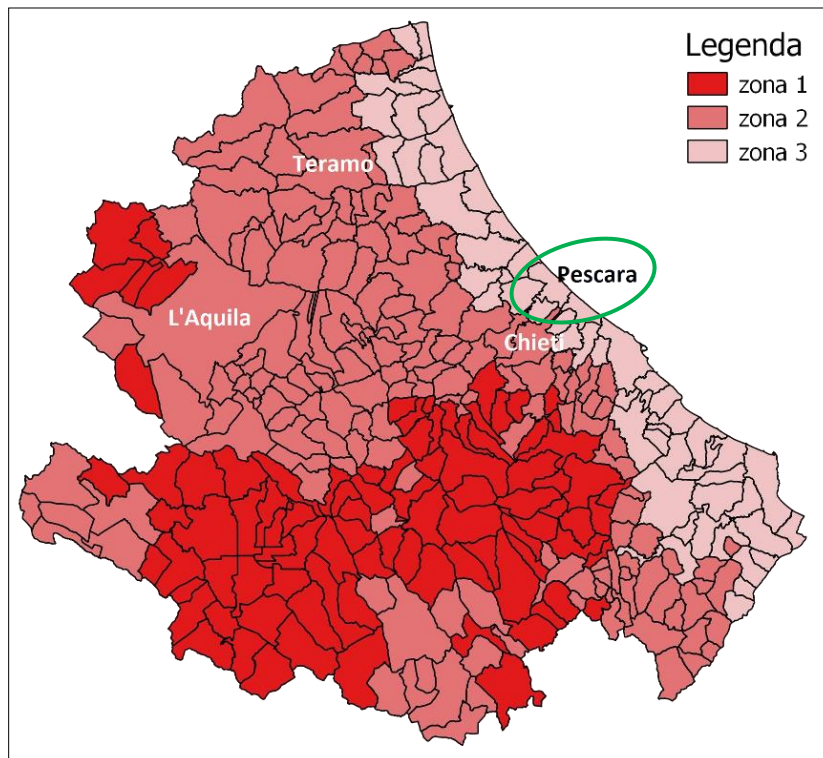 Legenda
zona 1
zona 2
zona 3
Teramo
Pescara
L'Aquila
Chieti